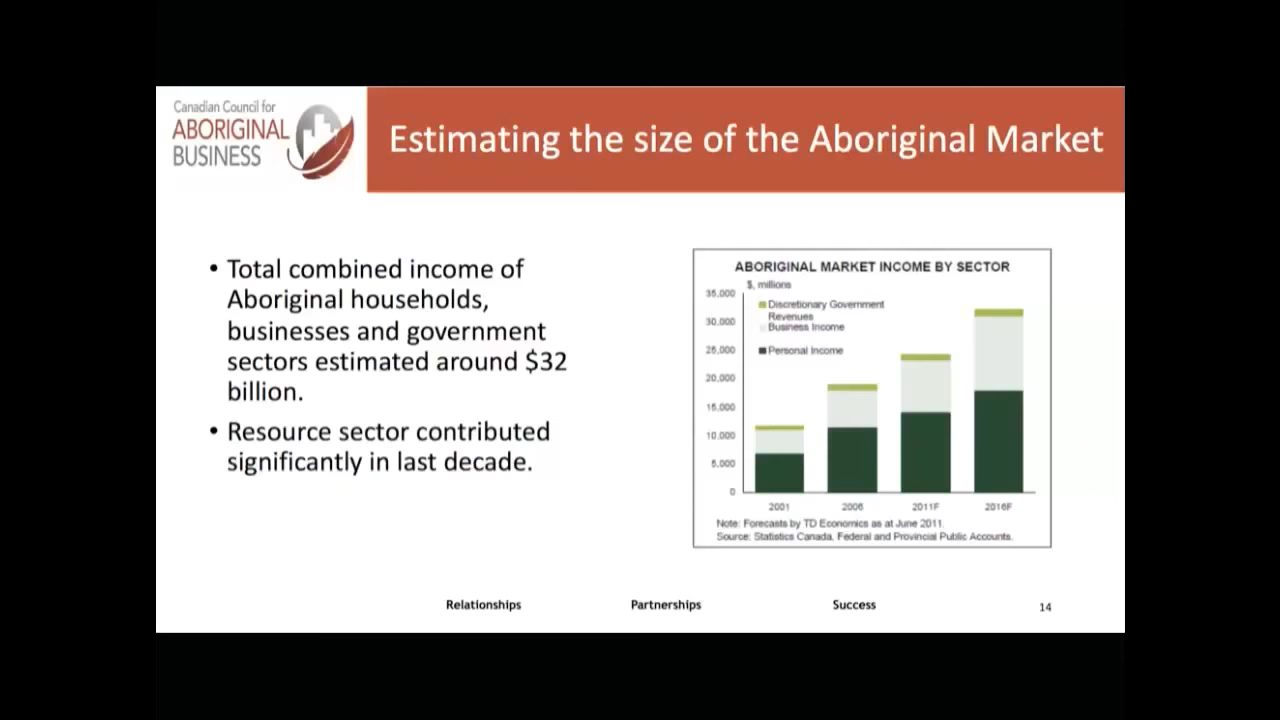 Canadian Council for
ABORIGINAL
BUSINESS
Estimating the size of the Aboriginal Market
• Total combined income of
Aboriginal households,
businesses and government
sectors estimated around $32
billion.
• Resource sector contributed
significantly in last decade.
ABORIGINAL MARKET INCOME BY SECTOR
$, millions
35,000
30,000
25,000
20,000
15,000
10,000
5,000
0
Discretionary Government
Revenues
Business Income
Personal Income
2001 2006 2011F 2016F
Note: Forecasts by TD Economics as at June 2011.
Source: Statistics Canada, Federal and Provincial Public Accounts.
Relationships Partnerships Success 14